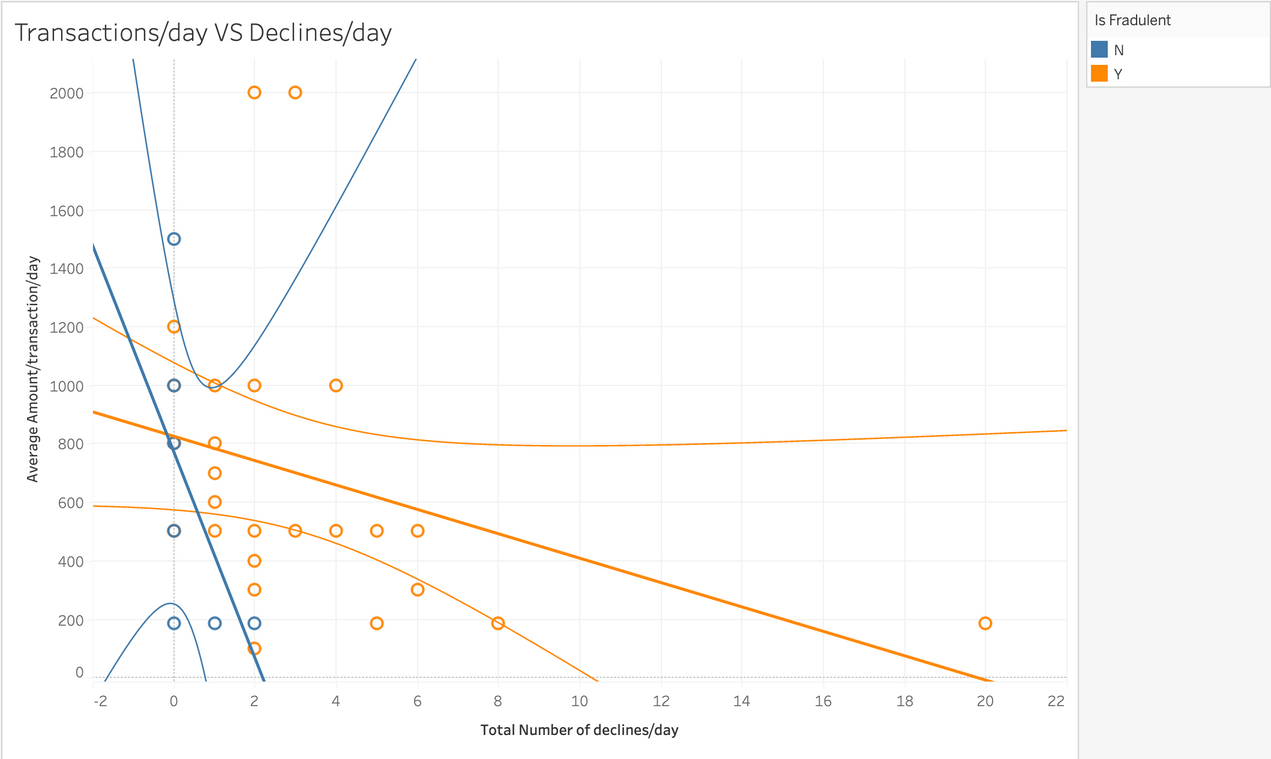 Transactions/day VS Declines/day
Is Fradulent
N
Y
Average Amount/transaction/day
2000
1800
1600
1400
1200
1000
800
600
400
200
0
-2 0 2 4 6 8 10 12 14 16 18 20 22
Total Number of declines/day